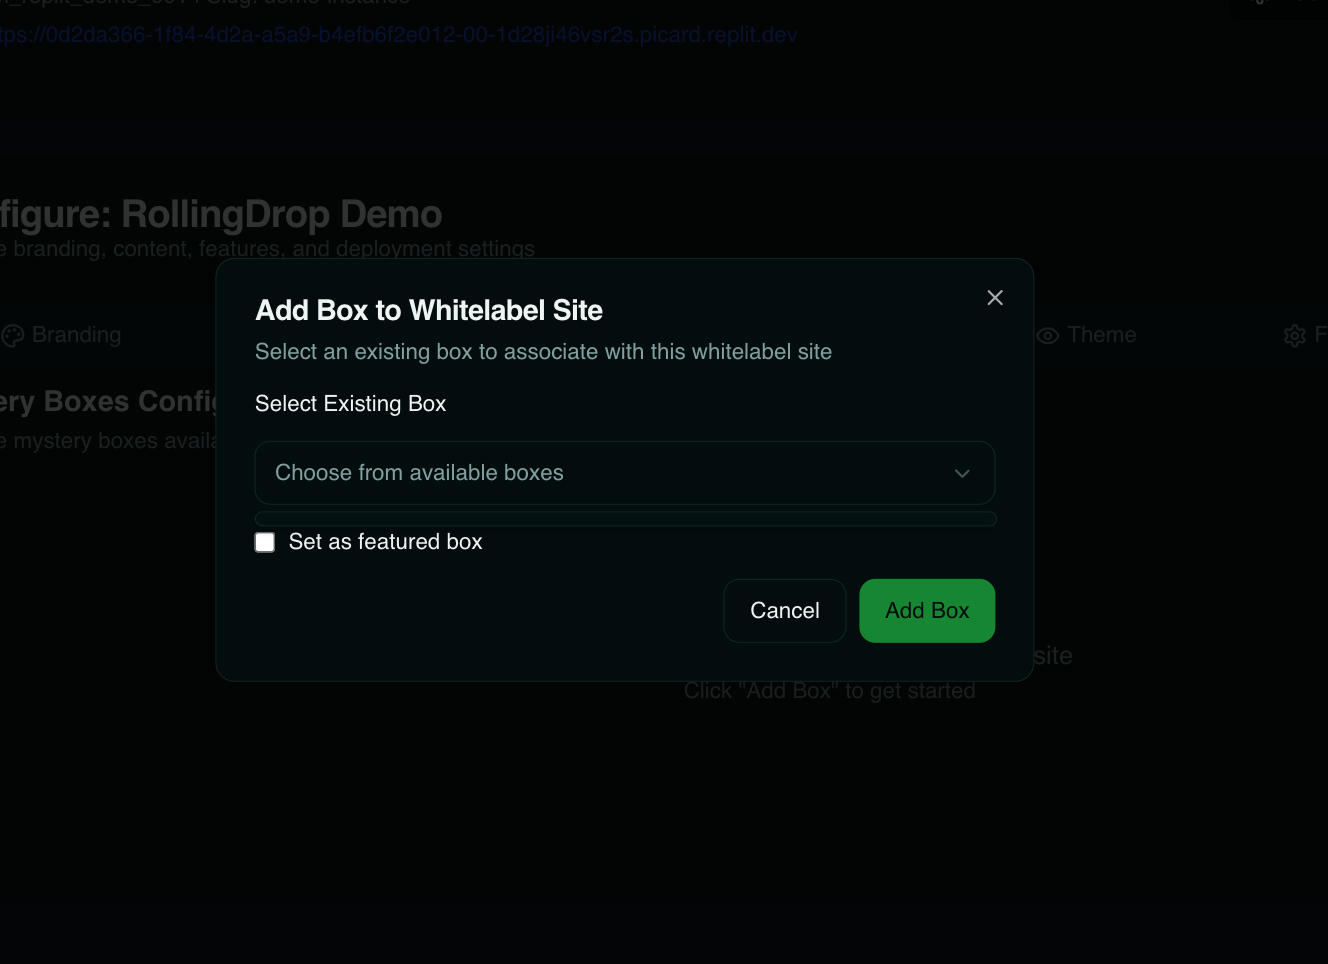 tps://0d2da366-1f84-4d2a-a5a9-b4efb6f2e012-00-1d28ji46vsr2s.picard.replit.dev
figure: RollingDrop Demo
e branding, content, features, and deployment settings
Branding
Theme
F
ery Boxes Config
e mystery boxes availa
Add Box to Whitelabel Site
Select an existing box to associate with this whitelabel site
Select Existing Box
Choose from available boxes
Set as featured box
Cancel
Add Box
site
Click "Add Box" to get started